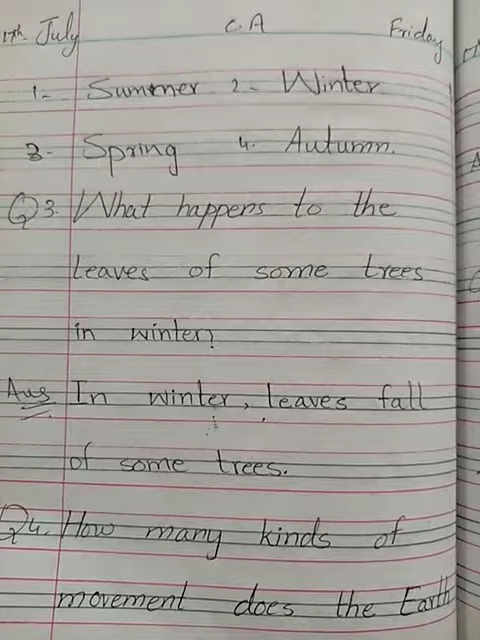 17th July C.A Friday
1- Summer 2- Winter
3- Spring 4. Autumn.
Q3. What happens to the
leaves of some trees
in winter?
Ans In winter, leaves fall
of some trees.
Q4. How many kinds of
movement does the Earth